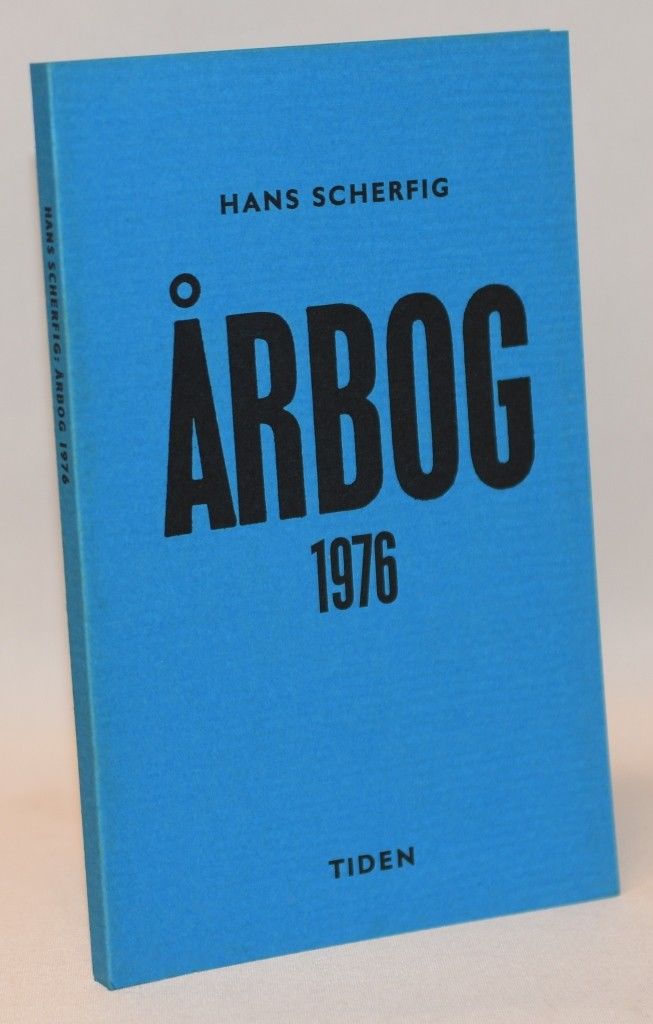 HANS SCHERFIG
ÅRBOG
1976
TIDEN
HANS SCHERFIG: ÅRBOG 1976